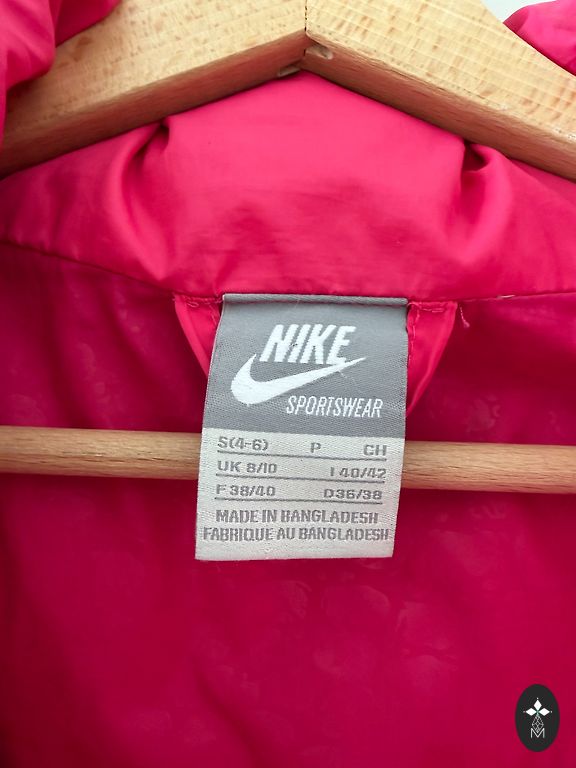 NIKE
SPORTSWEAR
S(4-6) P CH
UK 8/10 I 40/42
F 38/40 D36/38
MADE IN BANGLADESH
FABRIQUE AU BANGLADESH
M